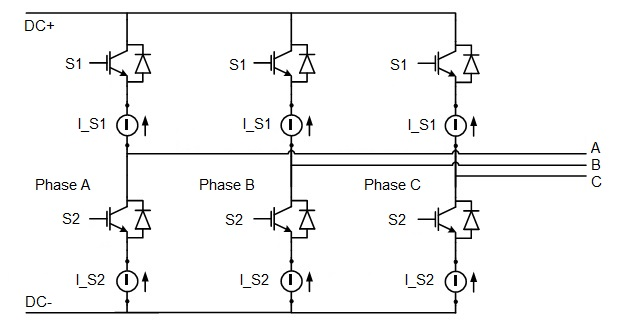 DC+
S1 S1 S1
I_S1 I_S1 I_S1
A
B
Phase A Phase B Phase C
C
S2 S2 S2
I_S2 I_S2 I_S2
DC-